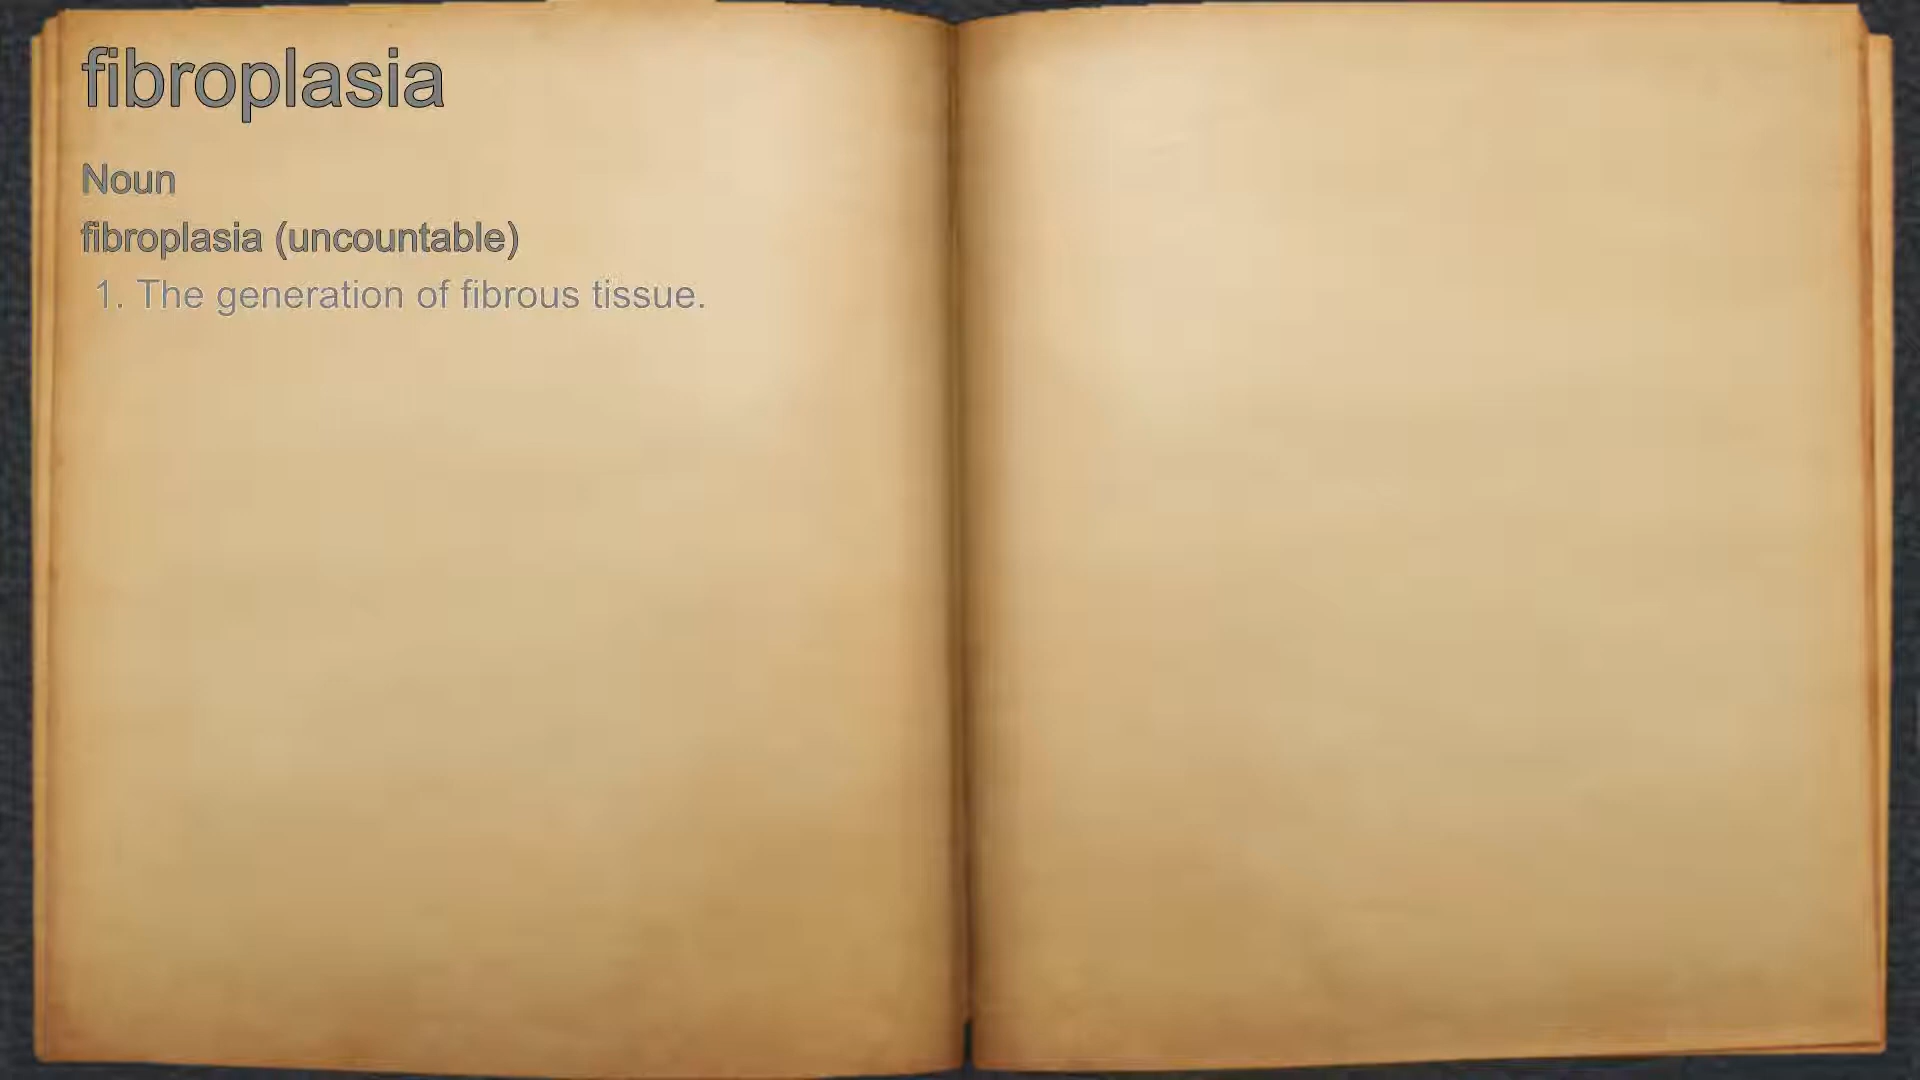 fibroplasia
Noun
fibroplasia (uncountable)
1. The generation of fibrous tissue.